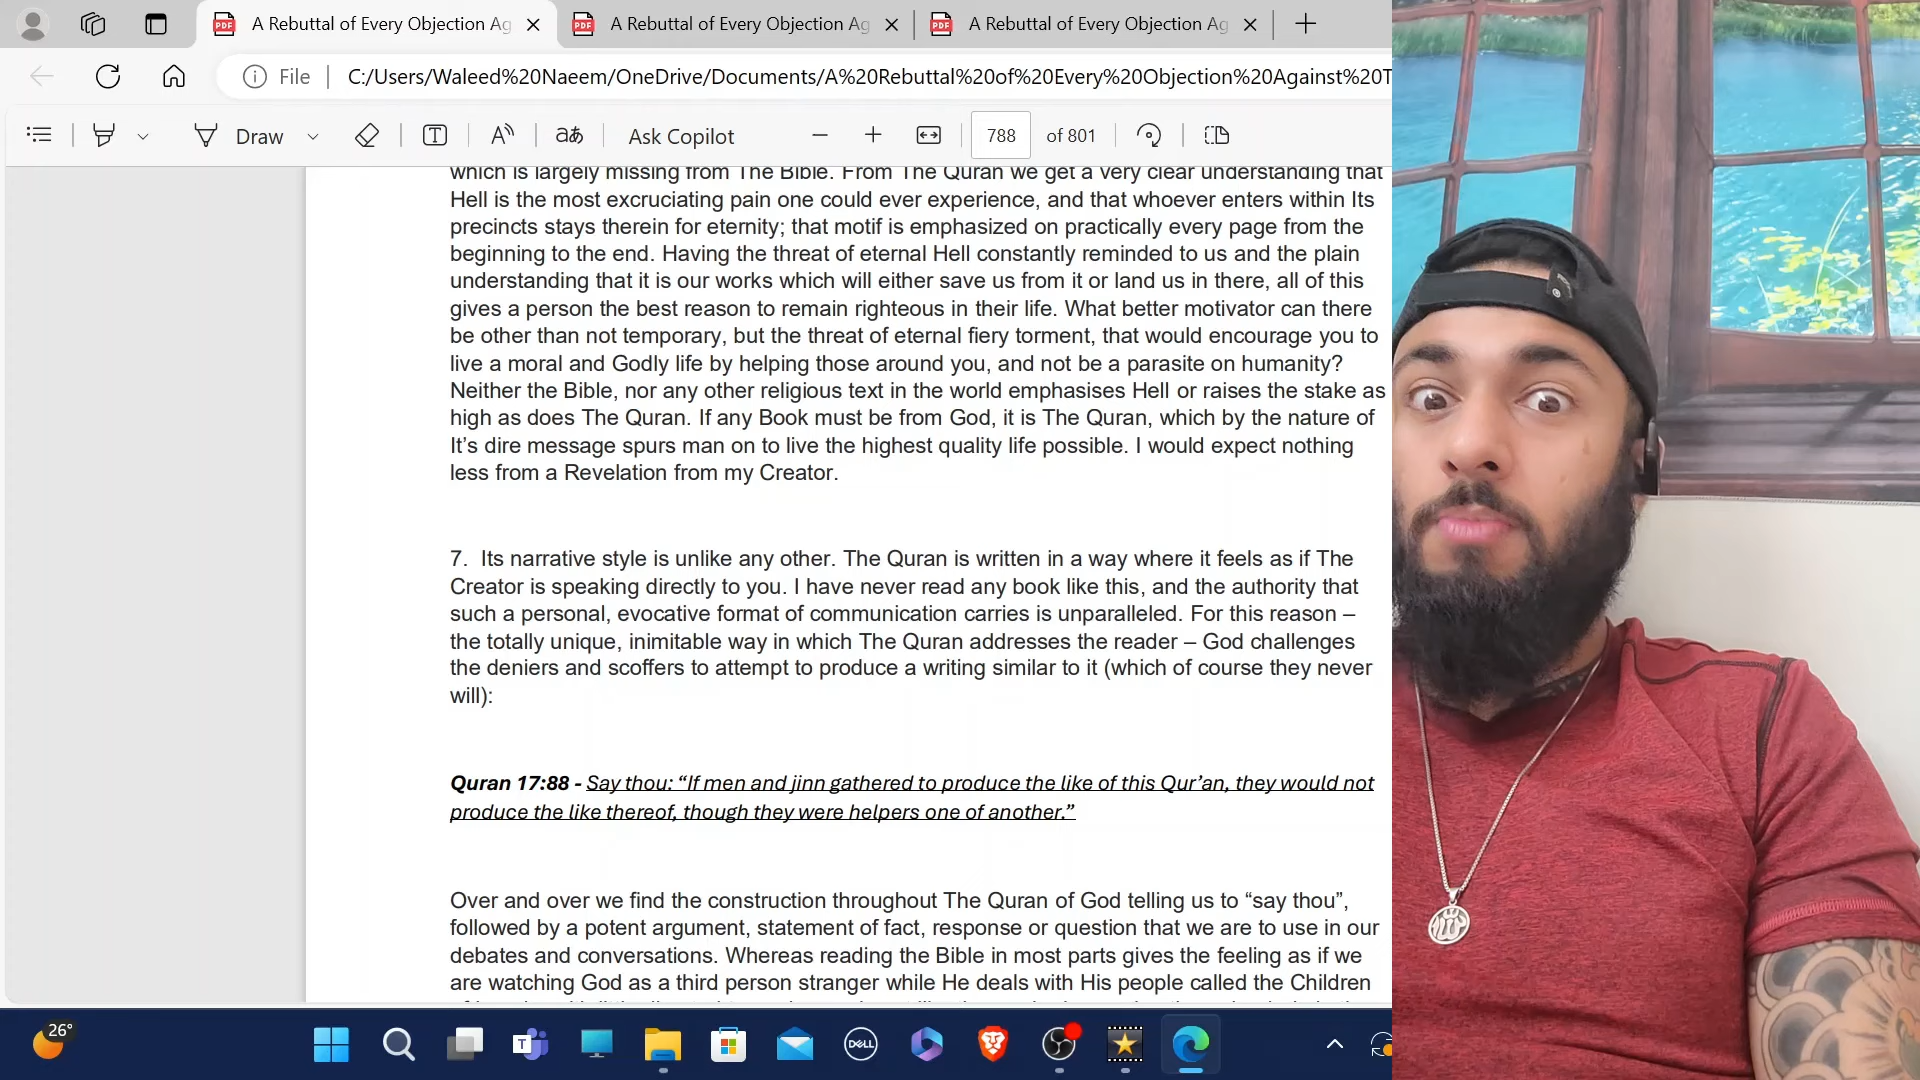 A Rebuttal of Every Objection Ag
A Rebuttal of Every Objection Ag
A Rebuttal of Every Objection Ag
File
C:/Users/Waleed%20Naeem/OneDrive/Documents/A%20Rebuttal%20of%20Every%20Objection%20Against%20T
Draw
Ask Copilot
788 of 801
which is largely missing from The Bible. From The Quran we get a very clear understanding that
Hell is the most excruciating pain one could ever experience, and that whoever enters within Its
precincts stays therein for eternity; that motif is emphasized on practically every page from the
beginning to the end. Having the threat of eternal Hell constantly reminded to us and the plain
understanding that it is our works which will either save us from it or land us in there, all of this
gives a person the best reason to remain righteous in their life. What better motivator can there
be other than not temporary, but the threat of eternal fiery torment, that would encourage you to
live a moral and Godly life by helping those around you, and not be a parasite on humanity?
Neither the Bible, nor any other religious text in the world emphasises Hell or raises the stake as
high as does The Quran. If any Book must be from God, it is The Quran, which by the nature of
It's dire message spurs man on to live the highest quality life possible. I would expect nothing
less from a Revelation from my Creator.
7. Its narrative style is unlike any other. The Quran is written in a way where it feels as if The
Creator is speaking directly to you. I have never read any book like this, and the authority that
such a personal, evocative format of communication carries is unparalleled. For this reason –
the totally unique, inimitable way in which The Quran addresses the reader – God challenges
the deniers and scoffers to attempt to produce a writing similar to it (which of course they never
will):
Quran 17:88 - Say thou: “If men and jinn gathered to produce the like of this Qur’an, they would not
produce the like thereof, though they were helpers one of another.”
Over and over we find the construction throughout The Quran of God telling us to “say thou”,
followed by a potent argument, statement of fact, response or question that we are to use in our
debates and conversations. Whereas reading the Bible in most parts gives the feeling as if we
are watching God as a third person stranger while He deals with His people called the Children
26°
DELL